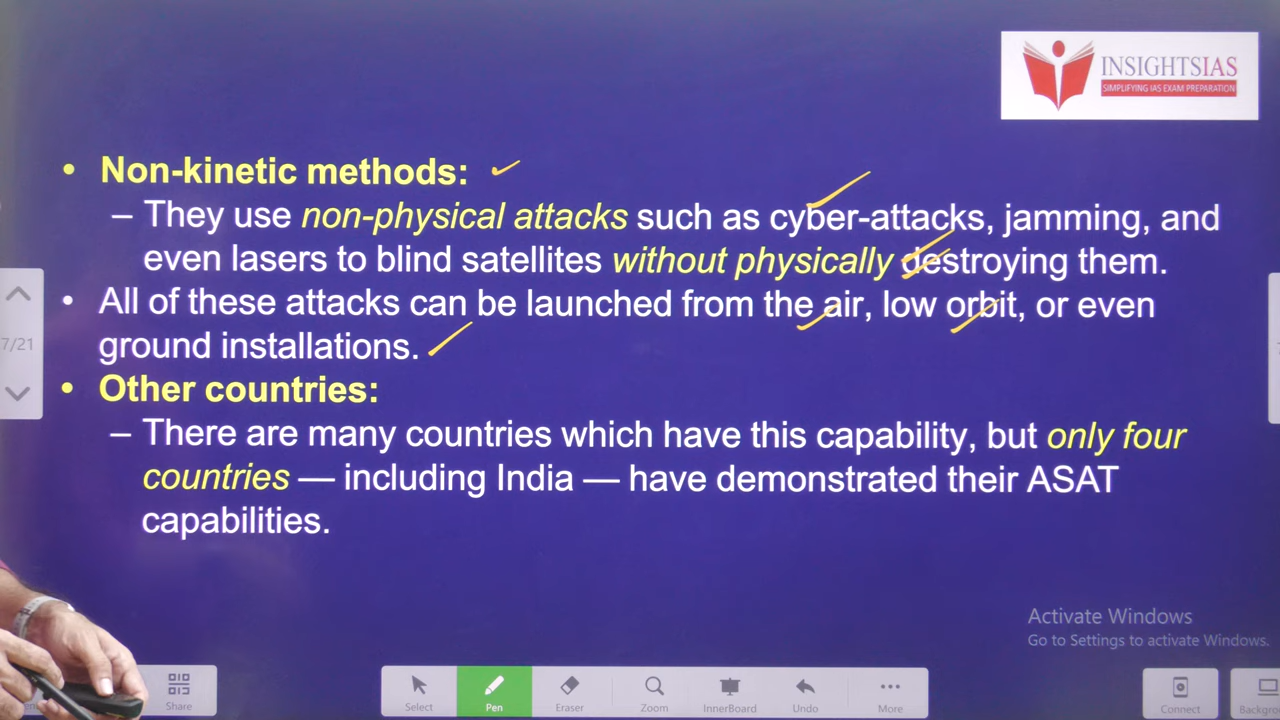 INSIGHTSIAS
SIMPLIFYING IAS EXAM PREPARATION
• Non-kinetic methods:
– They use non-physical attacks such as cyber-attacks, jamming, and
even lasers to blind satellites without physically destroying them.
• All of these attacks can be launched from the air, low orbit, or even
ground installations.
• Other countries:
– There are many countries which have this capability, but only four
countries — including India — have demonstrated their ASAT
capabilities.
7/21
Activate Windows
Go to Settings to activate Windows.
Share
Select
Pen
Eraser
Zoom
InnerBoard
Undo
More
Connect